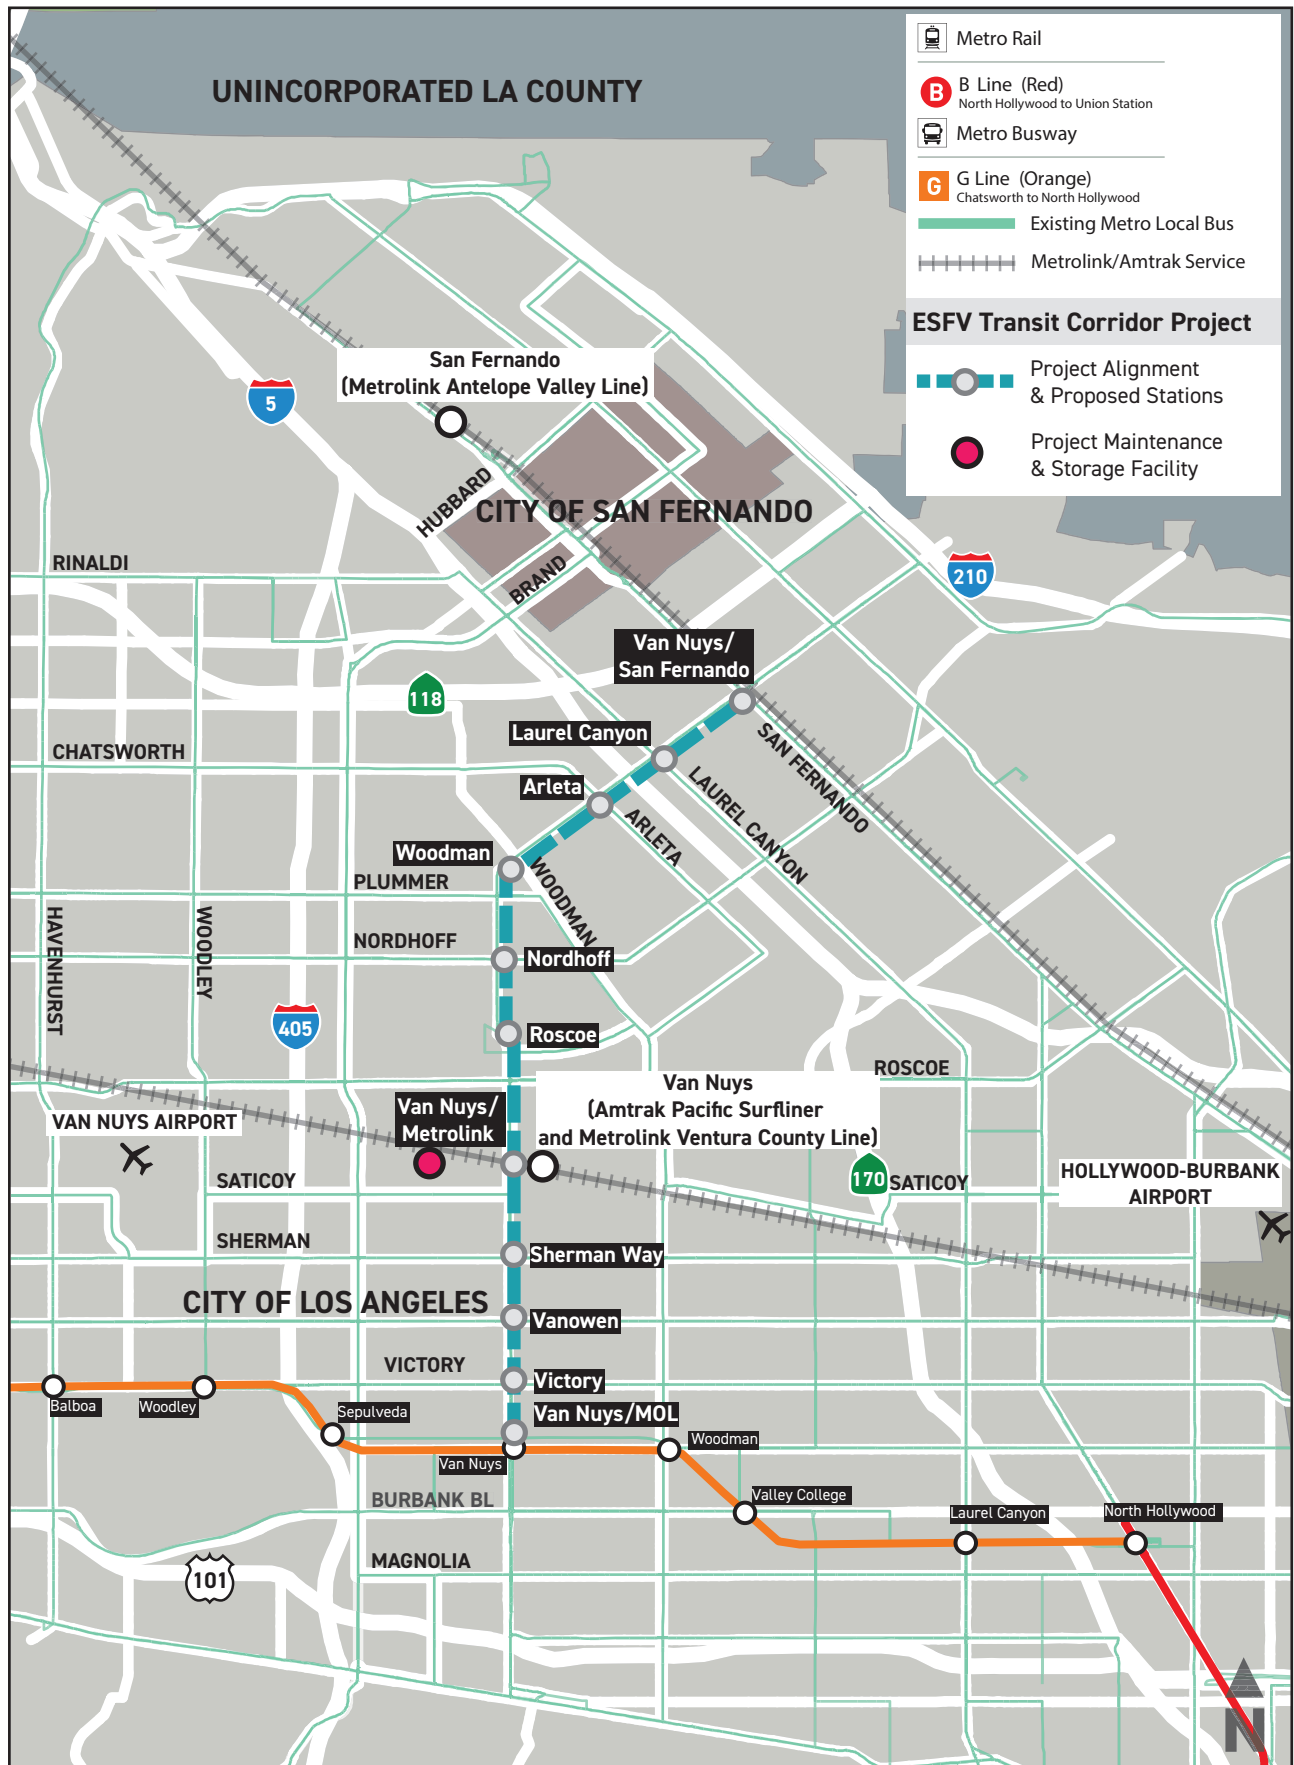 UNINCORPORATED LA COUNTY
Metro Rail
B
B Line (Red)
North Hollywood to Union Station
Metro Busway
G
G Line (Orange)
Chatsworth to North Hollywood
Existing Metro Local Bus
Metrolink/Amtrak Service
ESFV Transit Corridor Project
Project Alignment
& Proposed Stations
Project Maintenance
& Storage Facility
San Fernando
(Metrolink Antelope Valley Line)
5
HUBBARD
CITY OF SAN FERNANDO
RINALDI
BRAND
210
Van Nuys/
San Fernando
118
Laurel Canyon
CHATSWORTH
SAN FERNANDO
Arleta
LAUREL CANYON
ARLETA
Woodman
PLUMMER
WOODMAN
HAVENHURST
WOODLEY
NORDHOFF
Nordhoff
405
Roscoe
ROSCOE
Van Nuys
(Amtrak Pacific Surfliner
and Metrolink Ventura County Line)
Van Nuys/
Metrolink
VAN NUYS AIRPORT
SATICOY
170
SATICOY
HOLLYWOOD-BURBANK
AIRPORT
SHERMAN
Sherman Way
CITY OF LOS ANGELES
Vanowen
VICTORY
Victory
Balboa
Woodley
Sepulveda
Van Nuys/MOL
Van Nuys
Woodman
BURBANK BL
Valley College
Laurel Canyon
North Hollywood
MAGNOLIA
101
N